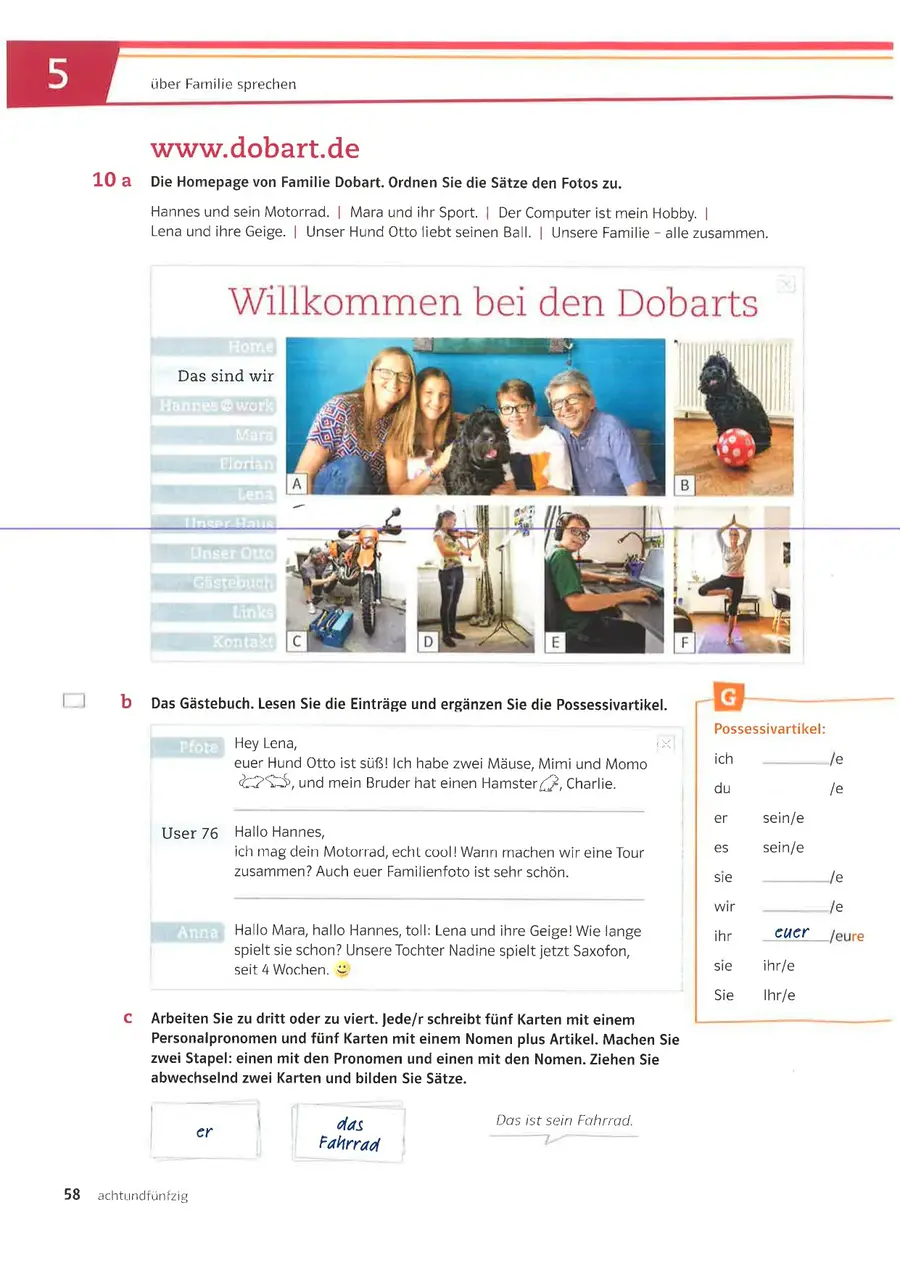 5
über Familie sprechen
www.dobart.de
10 a Die Homepage von Familie Dobart. Ordnen Sie die Sätze den Fotos zu.
Hannes und sein Motorrad. | Mara und ihr Sport. | Der Computer ist mein Hobby. |
Lena und ihre Geige. | Unser Hund Otto liebt seinen Ball. | Unsere Familie – alle zusammen.
Willkommen bei den Dobarts
Home
Das sind wir
Hannes@work
Mara
Florian
Lena
Unser Haus
Unser Otto
Gästebuch
Links
Kontakt
A
B
C
D
E
F
b Das Gästebuch. Lesen Sie die Einträge und ergänzen Sie die Possessivartikel.
Pfote Hey Lena,
euer Hund Otto ist süß! Ich habe zwei Mäuse, Mimi und Momo
, und mein Bruder hat einen Hamster , Charlie.
User 76 Hallo Hannes,
ich mag dein Motorrad, echt cool! Wann machen wir eine Tour
zusammen? Auch euer Familienfoto ist sehr schön.
Anna Hallo Mara, hallo Hannes, toll: Lena und ihre Geige! Wie lange
spielt sie schon? Unsere Tochter Nadine spielt jetzt Saxofon,
seit 4 Wochen.
G
Possessivartikel:
ich ________/e
du /e
er sein/e
es sein/e
sie ________/e
wir ________/e
ihr euer/eure
sie ihr/e
Sie Ihr/e
c Arbeiten Sie zu dritt oder zu viert. Jede/r schreibt fünf Karten mit einem
Personalpronomen und fünf Karten mit einem Nomen plus Artikel. Machen Sie
zwei Stapel: einen mit den Pronomen und einen mit den Nomen. Ziehen Sie
abwechselnd zwei Karten und bilden Sie Sätze.
er
das
Fahrrad
Das ist sein Fahrrad.
58 achtundfünfzig